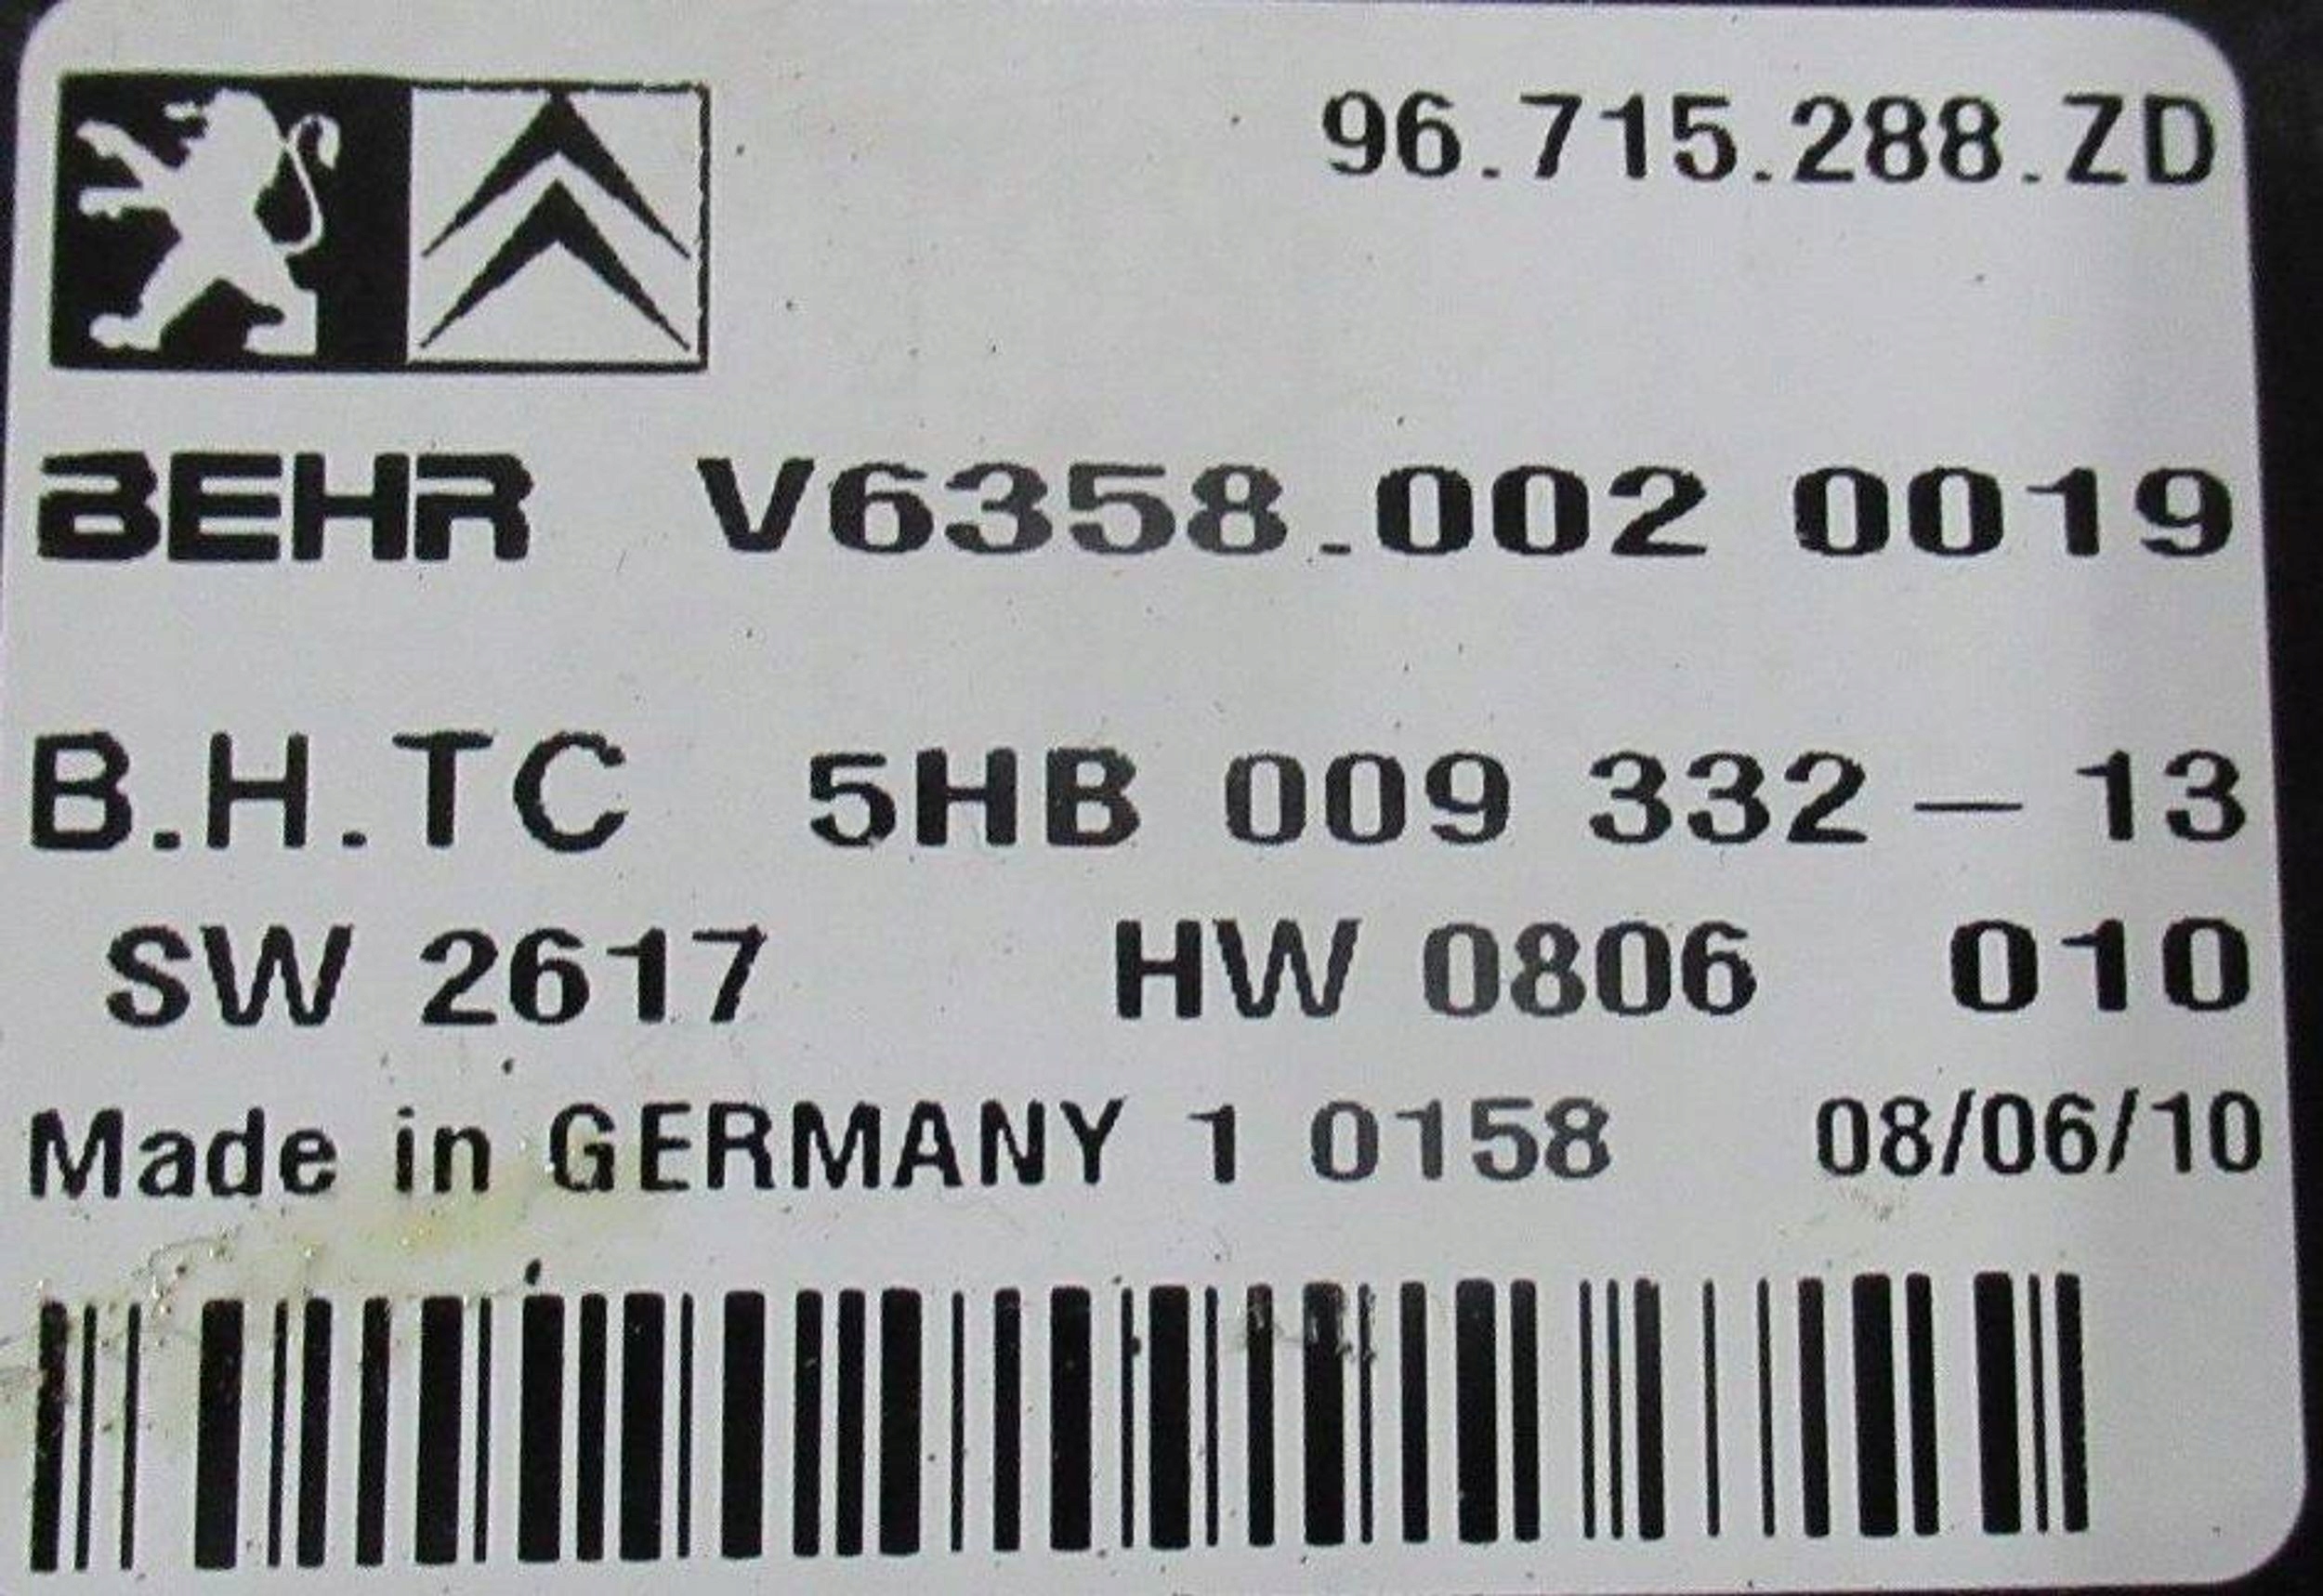 96.715.288.ZD
BEHR V6358.002 0019
B.H.TC 5HB 009 332-13
SW 2617 HW 0806 010
Made in GERMANY 1 0158 08/06/10